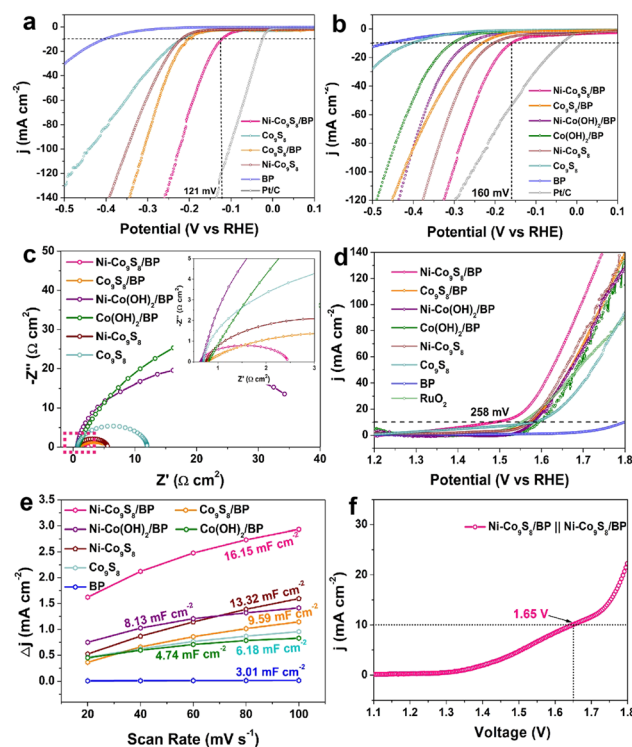 a
j (mA cm-2)
0
-20
-40
-60
-80
-100
-120
-140
-0.5 -0.4 -0.3 -0.2 -0.1 0.0 0.1
Potential (V vs RHE)
Ni-Co9S8/BP
Co9S8
Co9S8/BP
Ni-Co9S8
BP
Pt/C
121 mV
b
j (mA cm-2)
0
-20
-40
-60
-80
-100
-120
-0.5 -0.4 -0.3 -0.2 -0.1 0.0 0.1
Potential (V vs RHE)
Ni-Co9S8/BP
Co9S8/BP
Ni-Co(OH)2/BP
Co(OH)2/BP
Ni-Co9S8
Co9S8
BP
Pt/C
160 mV
c
-Z'' (Ω cm2)
50
40
30
20
10
0
0 10 20 30 40
Z' (Ω cm2)
Ni-Co9S8/BP
Co9S8/BP
Ni-Co(OH)2/BP
Co(OH)2/BP
Ni-Co9S8
Co9S8
-Z'' (Ω cm2)
5
4
3
2
1
0
0 1 2 3
Z' (Ω cm2)
d
j (mA cm-2)
140
120
100
80
60
40
20
0
1.2 1.3 1.4 1.5 1.6 1.7 1.8
Potential (V vs RHE)
Ni-Co9S8/BP
Co9S8/BP
Ni-Co(OH)2/BP
Co(OH)2/BP
Ni-Co9S8
Co9S8
BP
RuO2
258 mV
e
Δj (mA cm-2)
3.5
3.0
2.5
2.0
1.5
1.0
0.5
0.0
20 40 60 80 100
Scan Rate (mV s-1)
Ni-Co9S8/BP Co9S8/BP
Ni-Co(OH)2/BP Co(OH)2/BP
Ni-Co9S8
Co9S8
BP
16.15 mF cm-2
13.32 mF cm-2
8.13 mF cm-2
9.59 mF cm-2
4.74 mF cm-2
6.18 mF cm-2
3.01 mF cm-2
f
j (mA cm-2)
30
25
20
15
10
5
0
1.1 1.2 1.3 1.4 1.5 1.6 1.7 1.8
Voltage (V)
Ni-Co9S8/BP || Ni-Co9S8/BP
1.65 V